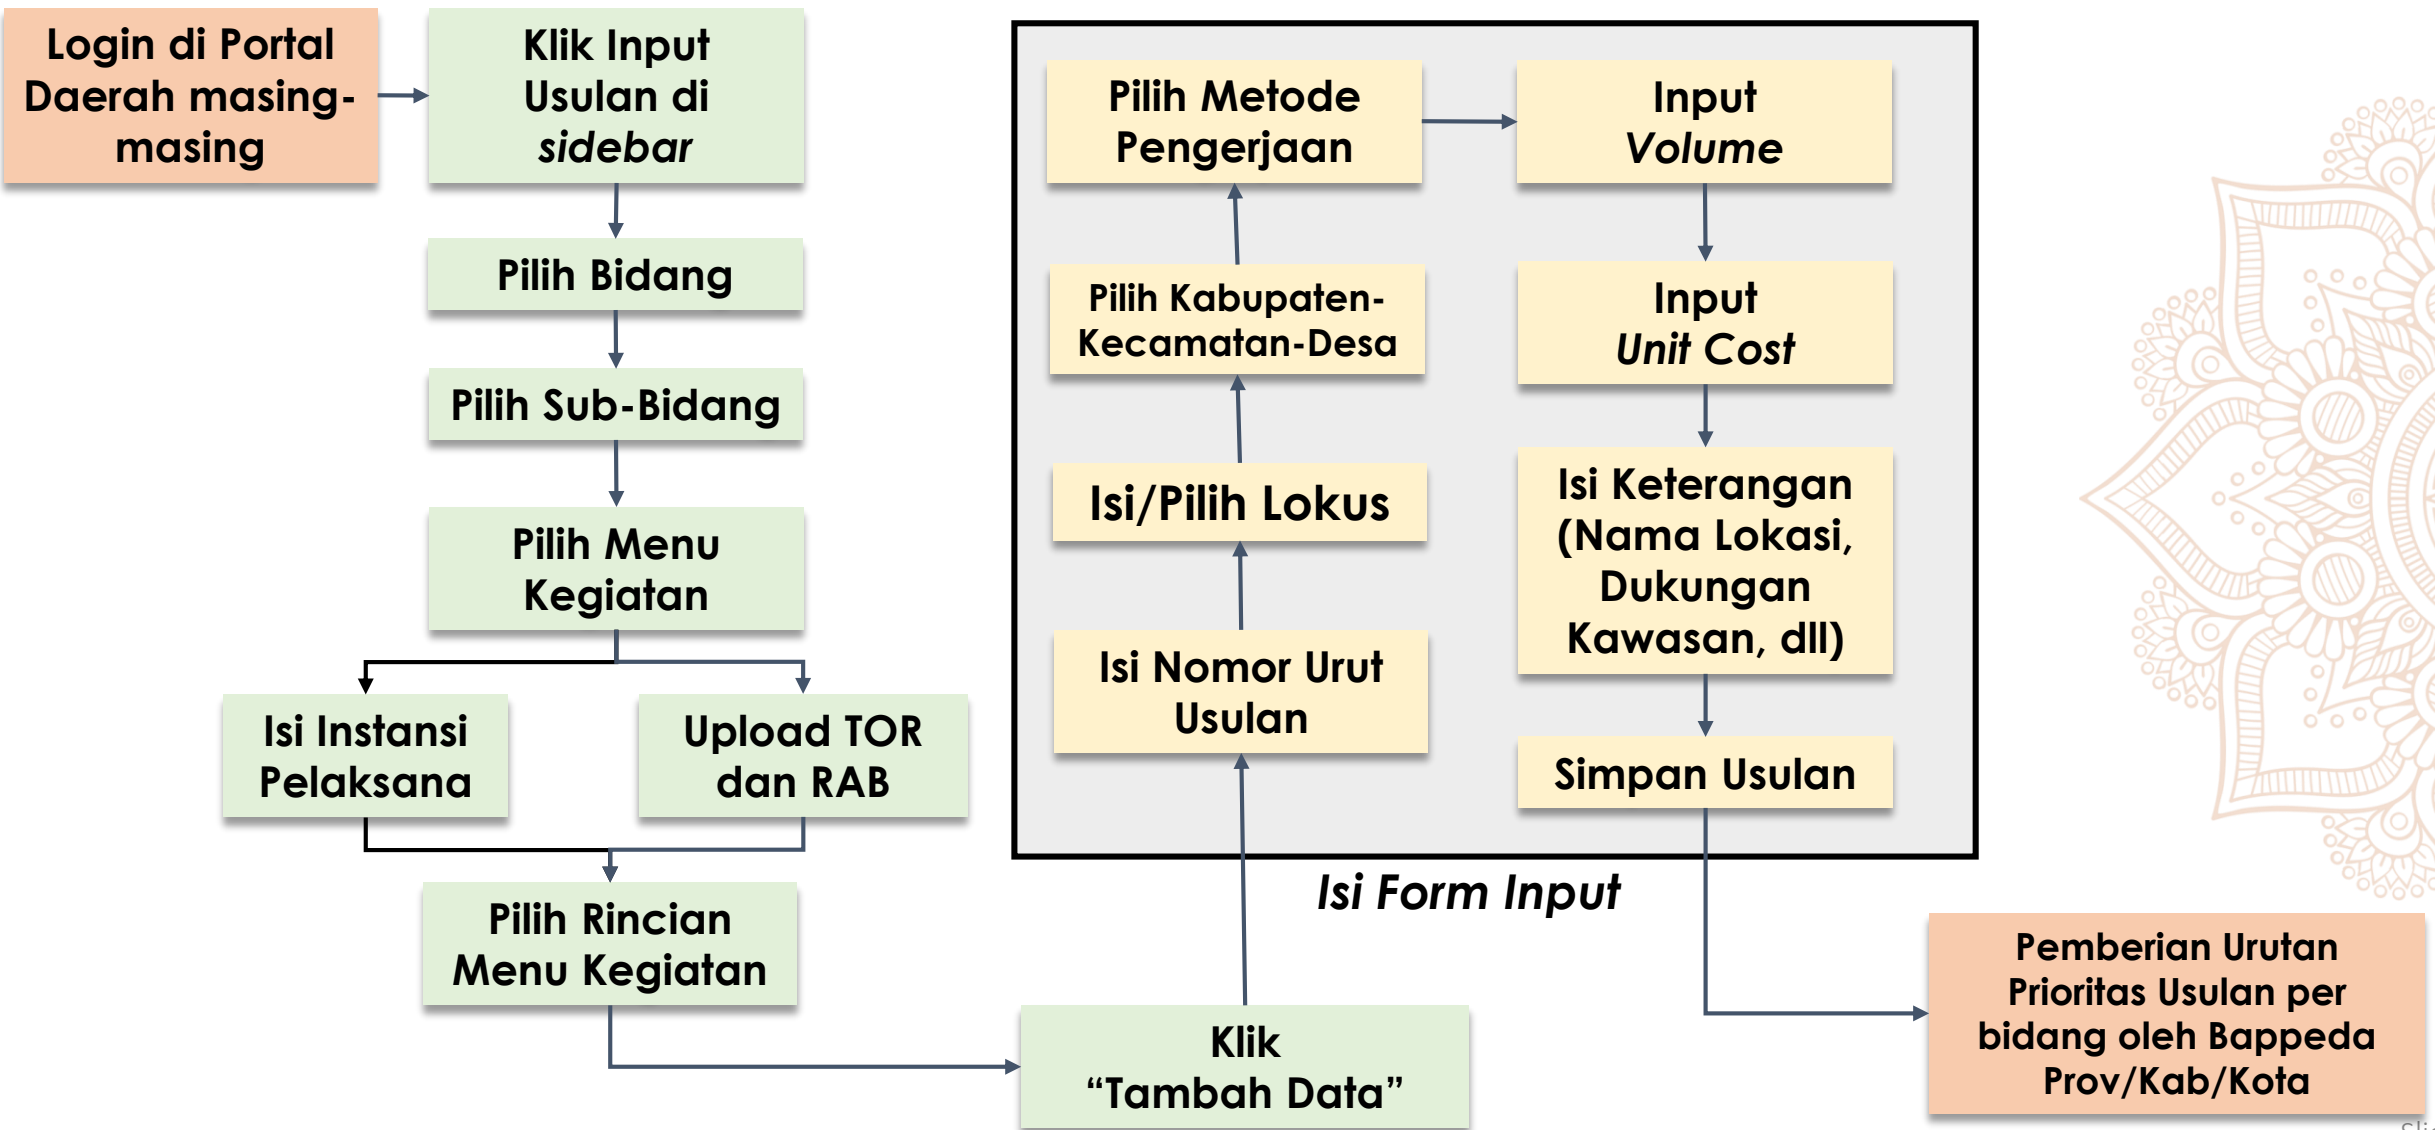 Login di Portal
Daerah masing-
masing
Klik Input
Usulan di
sidebar
Pilih Bidang
Pilih Sub-Bidang
Pilih Menu
Kegiatan
Isi Instansi
Pelaksana
Upload TOR
dan RAB
Pilih Rincian
Menu Kegiatan
Klik
“Tambah Data”
Isi Nomor Urut
Usulan
Isi/Pilih Lokus
Pilih Kabupaten-
Kecamatan-Desa
Pilih Metode
Pengerjaan
Input
Volume
Input
Unit Cost
Isi Keterangan
(Nama Lokasi,
Dukungan
Kawasan, dll)
Simpan Usulan
Isi Form Input
Pemberian Urutan
Prioritas Usulan per
bidang oleh Bappeda
Prov/Kab/Kota